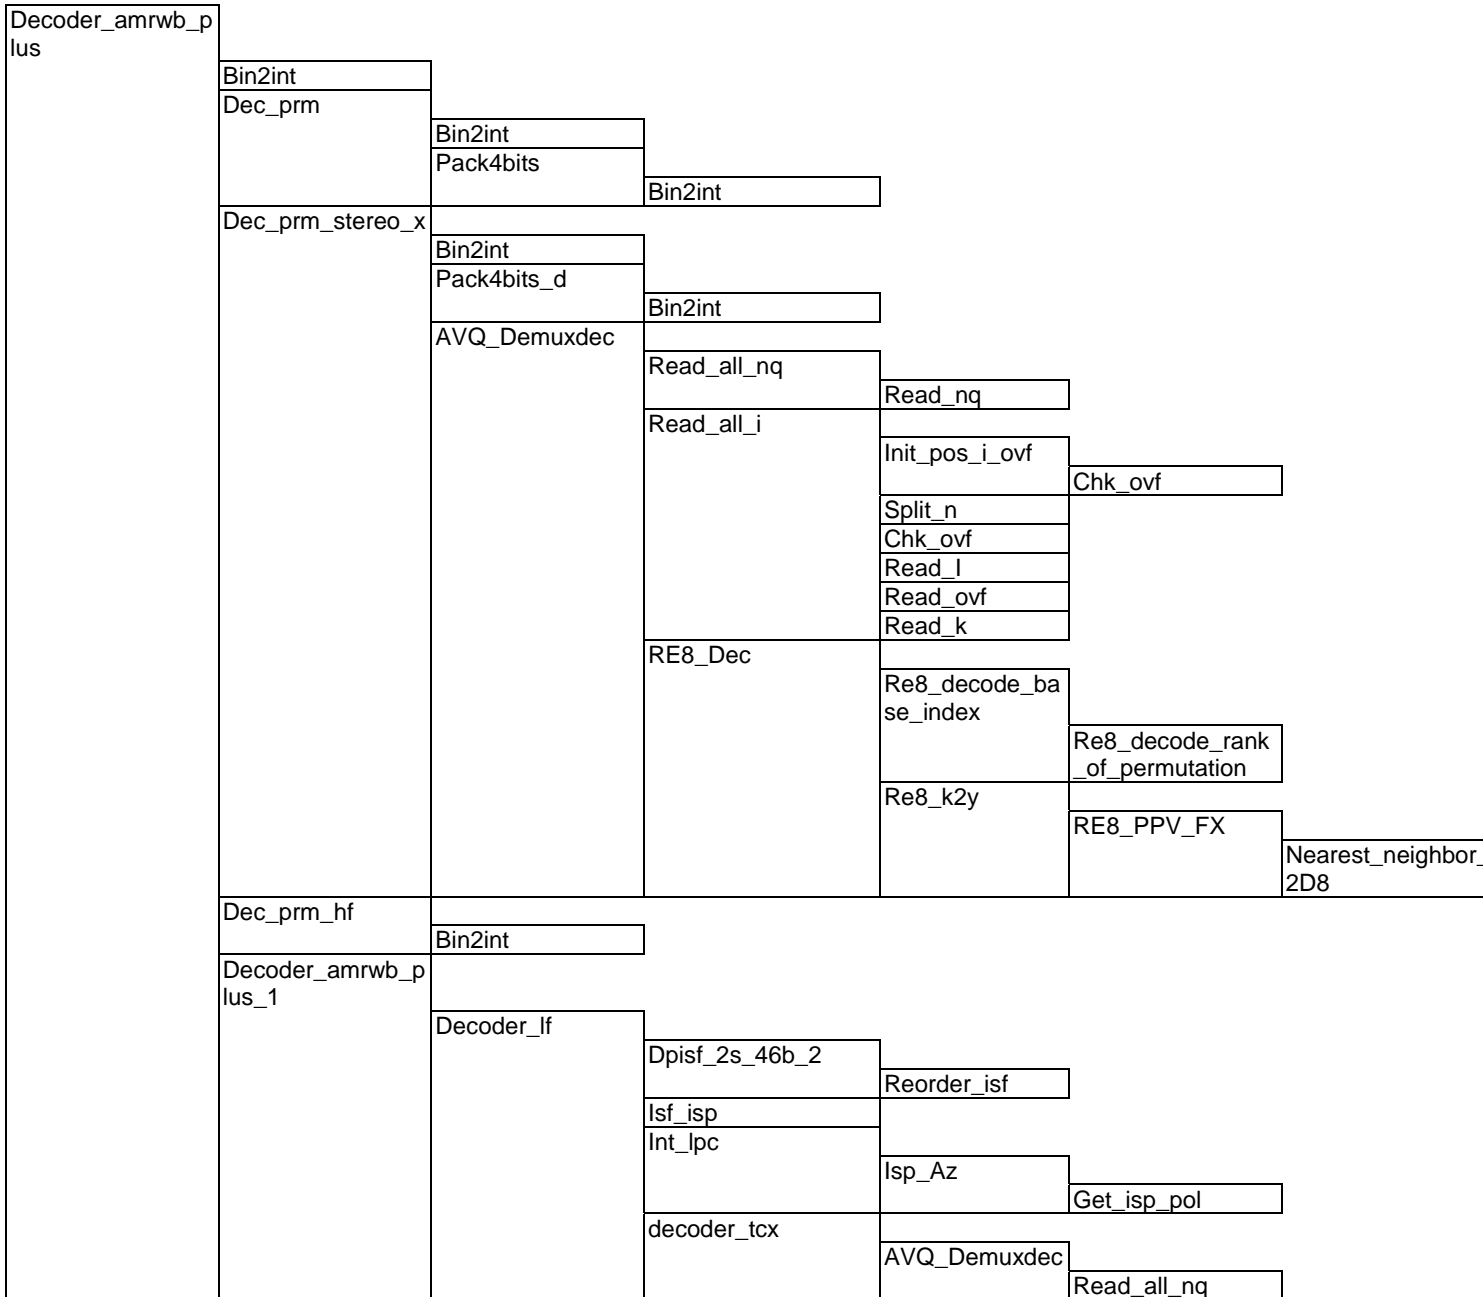 Decoder_amrwb_p
lus
Bin2int
Dec_prm
Bin2int
Pack4bits
Bin2int
Dec_prm_stereo_x
Bin2int
Pack4bits_d
Bin2int
AVQ_Demuxdec
Read_all_nq
Read_nq
Read_all_i
Init_pos_i_ovf
Chk_ovf
Split_n
Chk_ovf
Read_I
Read_ovf
Read_k
RE8_Dec
Re8_decode_ba
se_index
Re8_decode_rank
_of_permutation
Re8_k2y
RE8_PPV_FX
Nearest_neighbor_
2D8
Dec_prm_hf
Bin2int
Decoder_amrwb_p
lus_1
Decoder_lf
Dpisf_2s_46b_2
Reorder_isf
Isf_isp
Int_lpc
Isp_Az
Get_isp_pol
decoder_tcx
AVQ_Demuxdec
Read_all_nq